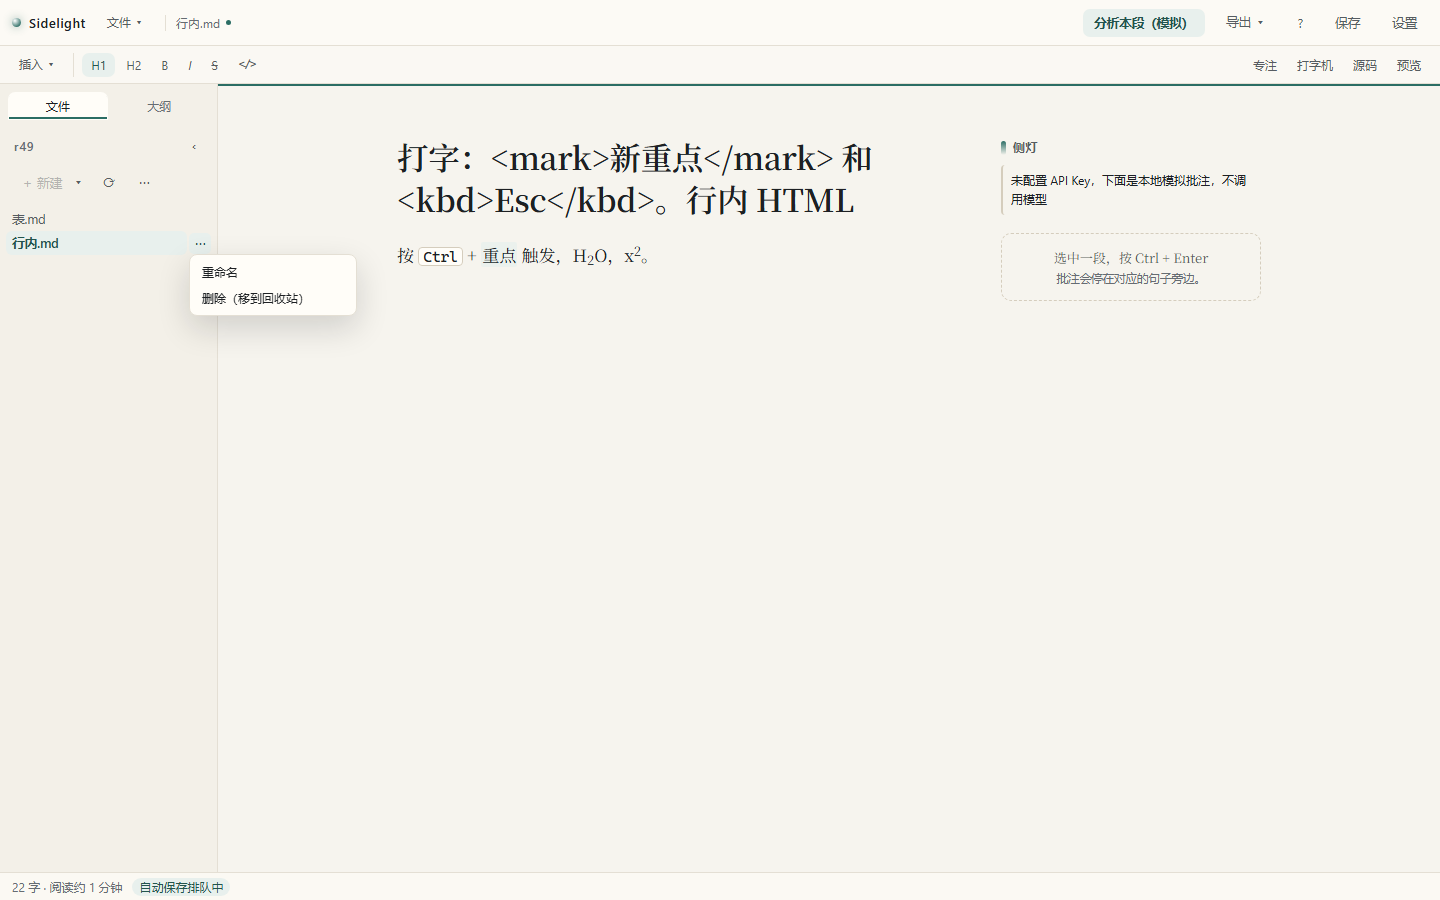 Sidelight 文件 行内.md
分析本段（模拟） 导出 ? 保存 设置
插入 H1 H2 B I S </>
专注 打字机 源码 预览
文件 大纲
r49
+ 新建 ...
表.md
行内.md ...
重命名
删除（移到回收站）
打字：<mark>新重点</mark> 和
<kbd>Esc</kbd>。行内 HTML
按 Ctrl + 重点 触发，H₂O，x²。
侧灯
未配置 API Key，下面是本地模拟批注，不调
用模型
选中一段，按 Ctrl + Enter
批注会停在对应的句子旁边。
22 字 · 阅读约 1 分钟 自动保存排队中